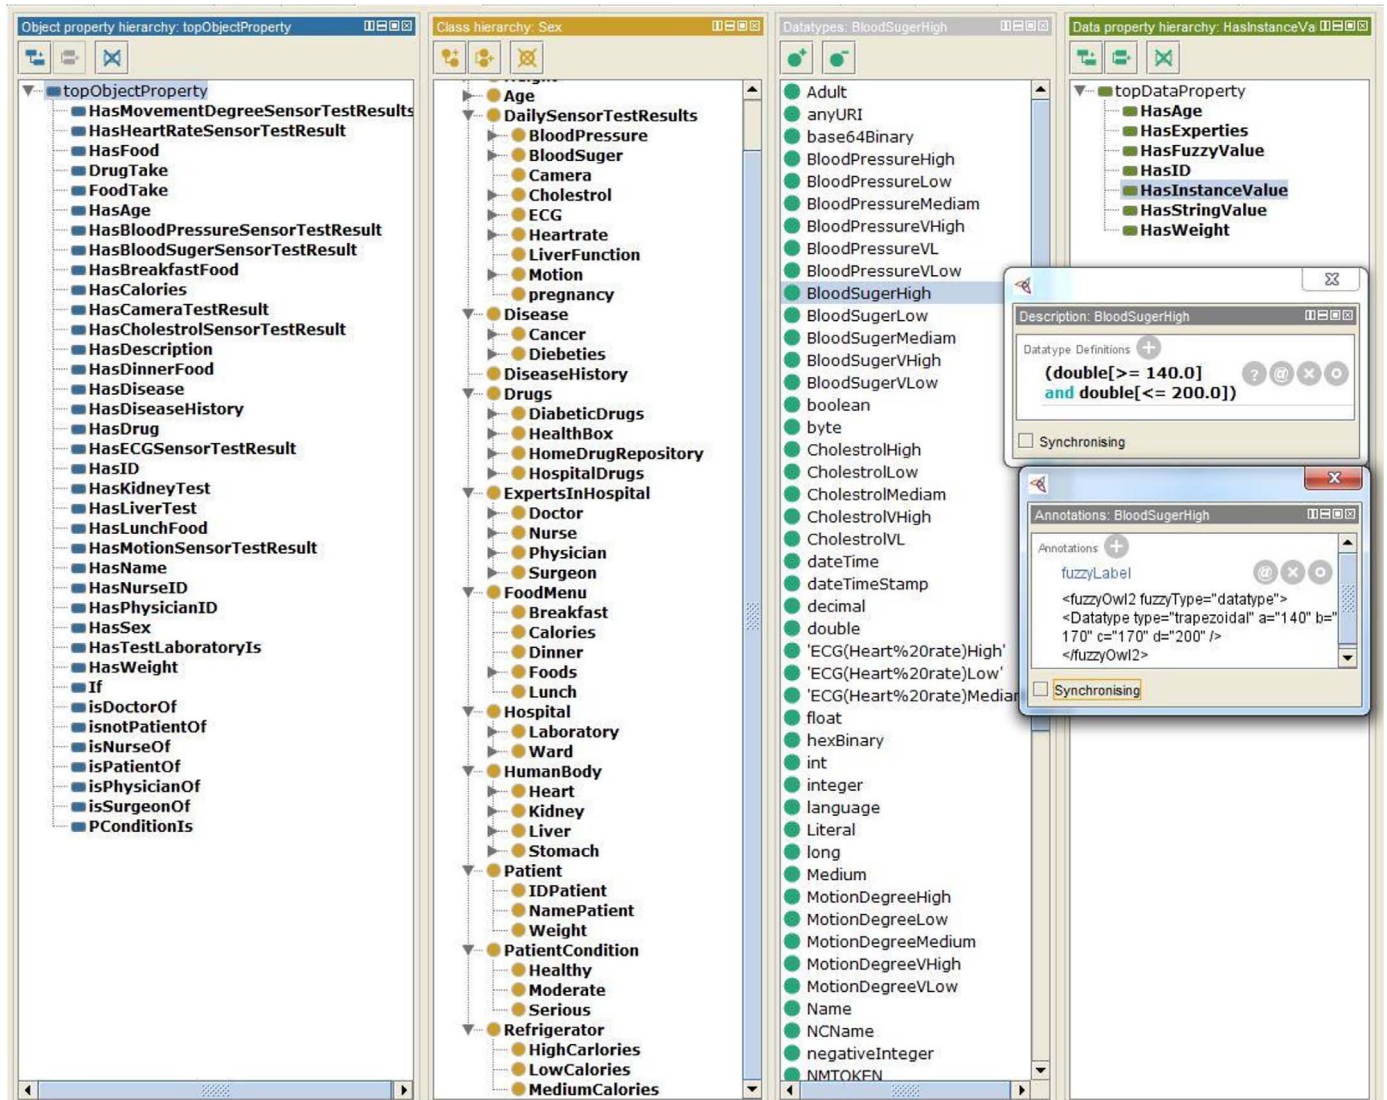 Object property hierarchy: topObjectProperty
topObjectProperty
HasMovementDegreeSensorTestResults
HasHeartRateSensorTestResult
HasFood
DrugTake
FoodTake
HasAge
HasBloodPressureSensorTestResult
HasBloodSugerSensorTestResult
HasBreakfastFood
HasCalories
HasCameraTestResult
HasCholestrolSensorTestResult
HasDescription
HasDinnerFood
HasDisease
HasDiseaseHistory
HasDrug
HasECGSensorTestResult
HasID
HasKidneyTest
HasLiverTest
HasLunchFood
HasMotionSensorTestResult
HasName
HasNurseID
HasPhysicianID
HasSex
HasTestLaboratoryIs
HasWeight
If
isDoctorOf
isnotPatientOf
isNurseOf
isPatientOf
isPhysicianOf
isSurgeonOf
PConditionIs
Class hierarchy: Sex
Age
DailySensorTestResults
BloodPressure
BloodSuger
Camera
Cholestrol
ECG
Heartrate
LiverFunction
Motion
pregnancy
Disease
Cancer
Diebeties
DiseaseHistory
Drugs
DiabeticDrugs
HealthBox
HomeDrugRepository
HospitalDrugs
ExpertsInHospital
Doctor
Nurse
Physician
Surgeon
FoodMenu
Breakfast
Calories
Dinner
Foods
Lunch
Hospital
Laboratory
Ward
HumanBody
Heart
Kidney
Liver
Stomach
Patient
IDPatient
NamePatient
Weight
PatientCondition
Healthy
Moderate
Serious
Refrigerator
HighCarlories
LowCalories
MediumCalories
Datatypes: BloodSugerHigh
Adult
anyURI
base64Binary
BloodPressureHigh
BloodPressureLow
BloodPressureMediam
BloodPressureVHigh
BloodPressureVL
BloodPressureVLow
BloodSugerHigh
BloodSugerLow
BloodSugerMediam
BloodSugerVHigh
BloodSugerVLow
boolean
byte
CholestrolHigh
CholestrolLow
CholestrolMediam
CholestrolVHigh
CholestrolVL
dateTime
dateTimeStamp
decimal
double
'ECG(Heart%20rate)High'
'ECG(Heart%20rate)Low'
'ECG(Heart%20rate)Mediar
float
hexBinary
int
integer
language
Literal
long
Medium
MotionDegreeHigh
MotionDegreeLow
MotionDegreeMedium
MotionDegreeVHigh
MotionDegreeVLow
Name
NCName
negativeInteger
NMTOKEN
Data property hierarchy: HasInstanceVa
topDataProperty
HasAge
HasExperties
HasFuzzyValue
HasID
HasInstanceValue
HasStringValue
HasWeight
Description: BloodSugerHigh
Datatype Definitions
(double[>= 140.0]
and double[<= 200.0])
Synchronising
Annotations: BloodSugerHigh
Annotations
fuzzyLabel
<fuzzyOwl2 fuzzyType="datatype">
<Datatype type="trapezoidal" a="140" b="
170" c="170" d="200" />
</fuzzyOwl2>
Synchronising